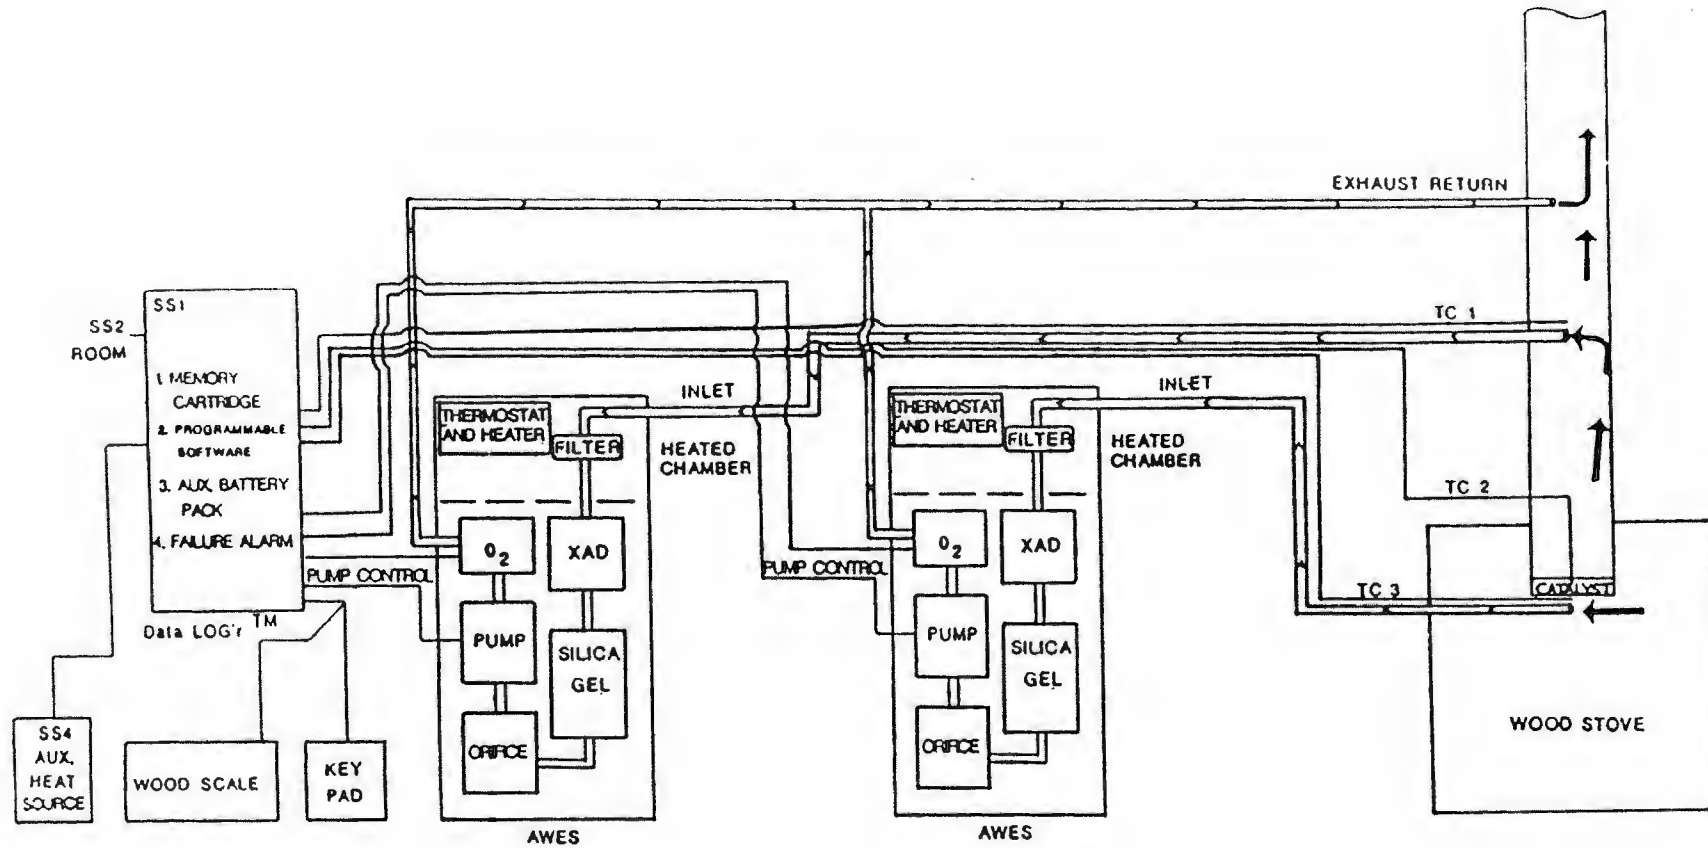 EXHAUST RETURN
SS1
SS2
ROOM
1. MEMORY
CARTRIDGE
2. PROGRAMMABLE
SOFTWARE
3. AUX. BATTERY
PACK
4. FAILURE ALARM
PUMP CONTROL
Data LOG'r TM
SS4
AUX.
HEAT
SOURCE
WOOD SCALE
KEY
PAD
THERMOSTAT
AND HEATER
FILTER
INLET
HEATED
CHAMBER
O2
XAD
PUMP
SILICA
GEL
ORIFICE
AWES
PUMP CONTROL
THERMOSTAT
AND HEATER
FILTER
INLET
HEATED
CHAMBER
O2
XAD
PUMP
SILICA
GEL
ORIFICE
AWES
TC 1
TC 2
TC 3
CATALYST
WOOD STOVE